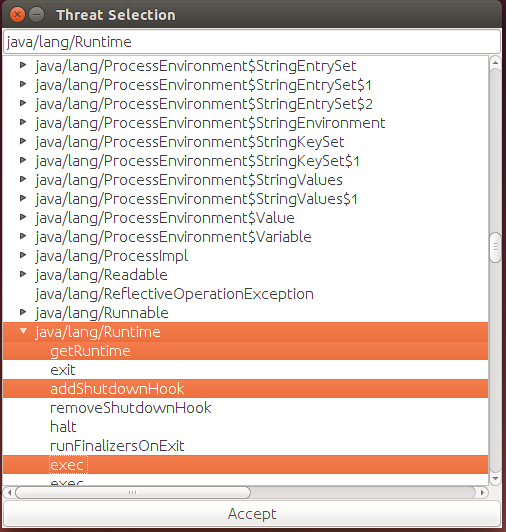 Threat Selection
java/lang/Runtime
java/lang/ProcessEnvironment$StringEntrySet
java/lang/ProcessEnvironment$StringEntrySet$1
java/lang/ProcessEnvironment$StringEntrySet$2
java/lang/ProcessEnvironment$StringEnvironment
java/lang/ProcessEnvironment$StringKeySet
java/lang/ProcessEnvironment$StringKeySet$1
java/lang/ProcessEnvironment$StringValues
java/lang/ProcessEnvironment$StringValues$1
java/lang/ProcessEnvironment$Value
java/lang/ProcessEnvironment$Variable
java/lang/ProcessImpl
java/lang/Readable
java/lang/ReflectiveOperationException
java/lang/Runnable
java/lang/Runtime
getRuntime
exit
addShutdownHook
removeShutdownHook
halt
runFinalizersOnExit
exec
exec
Accept